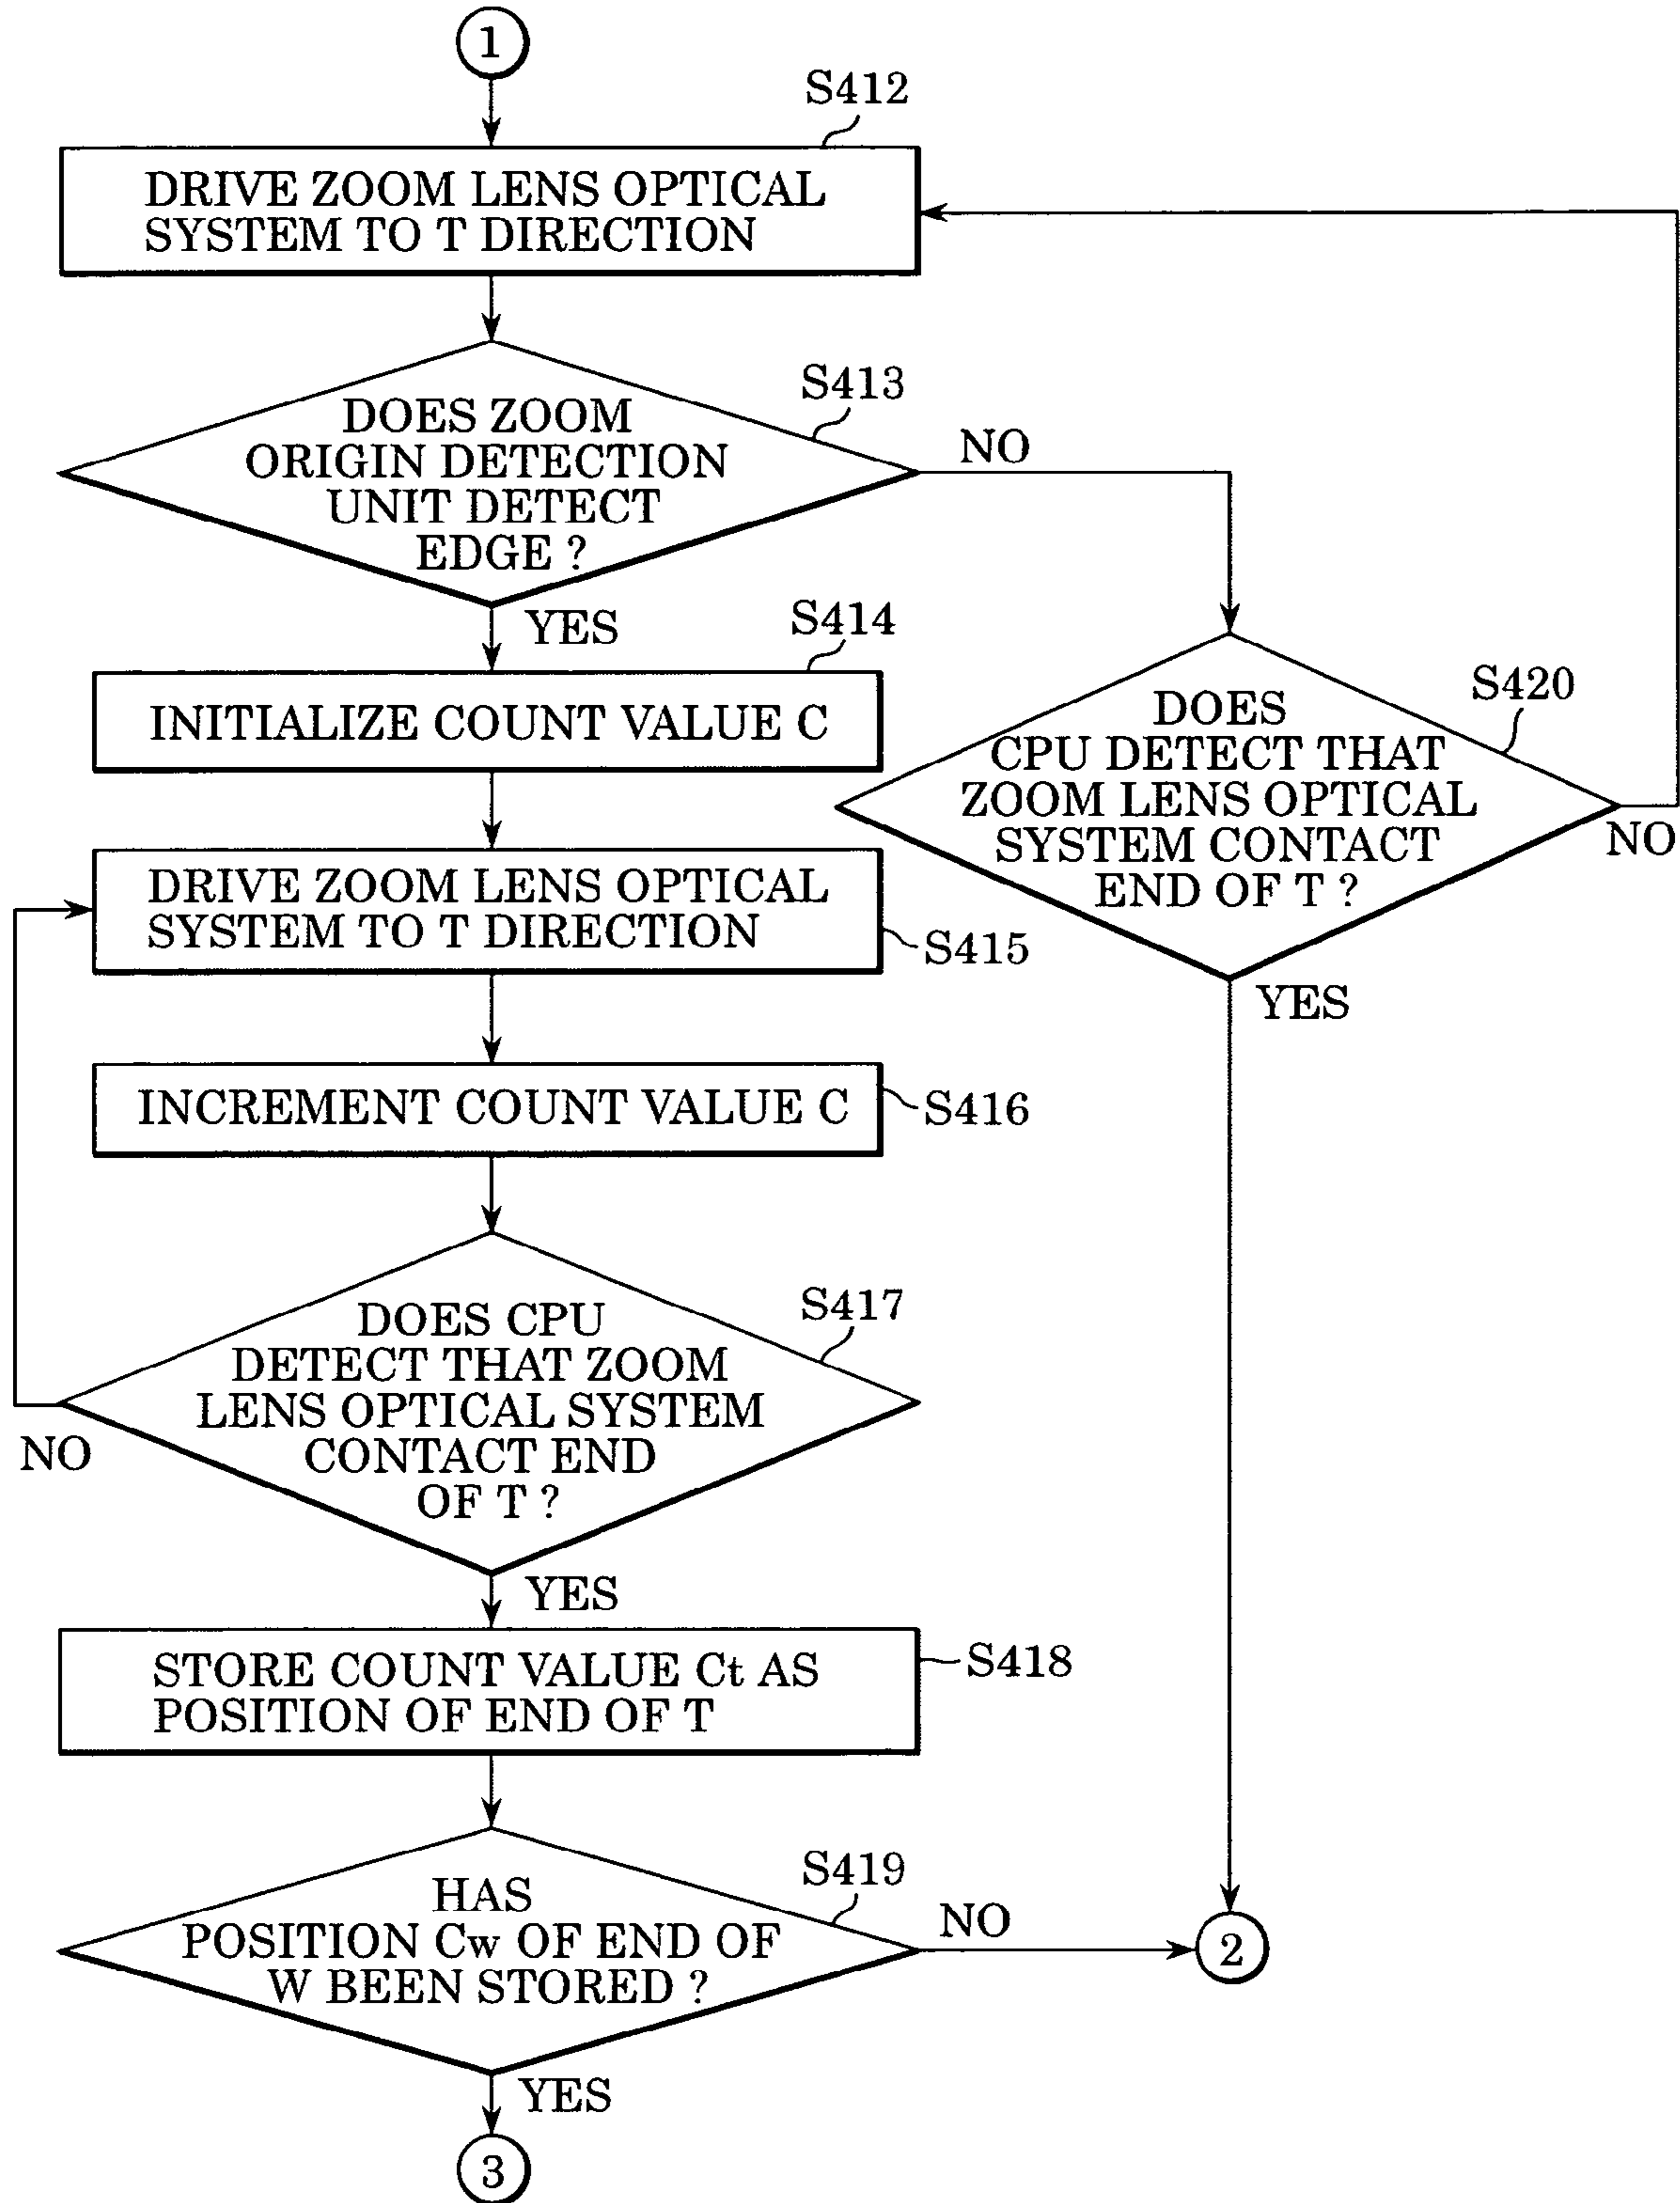 1
S412
DRIVE ZOOM LENS OPTICAL
SYSTEM TO T DIRECTION
S413
DOES ZOOM
ORIGIN DETECTION
UNIT DETECT
EDGE ?
NO
YES
S414
INITIALIZE COUNT VALUE C
S420
DOES
CPU DETECT THAT
ZOOM LENS OPTICAL
SYSTEM CONTACT
END OF T ?
NO
YES
DRIVE ZOOM LENS OPTICAL
SYSTEM TO T DIRECTION
S415
INCREMENT COUNT VALUE C
S416
S417
DOES CPU
DETECT THAT ZOOM
LENS OPTICAL SYSTEM
CONTACT END
OF T ?
NO
YES
STORE COUNT VALUE Ct AS
POSITION OF END OF T
S418
S419
HAS
POSITION Cw OF END OF
W BEEN STORED ?
NO
2
YES
3